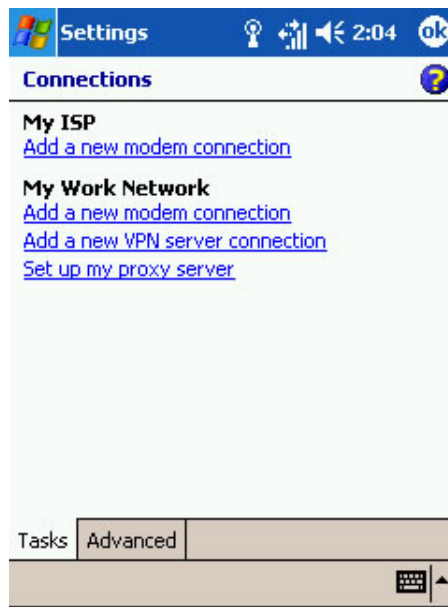 Settings 2:04 ok
Connections ?
My ISP
Add a new modem connection
My Work Network
Add a new modem connection
Add a new VPN server connection
Set up my proxy server
Tasks Advanced